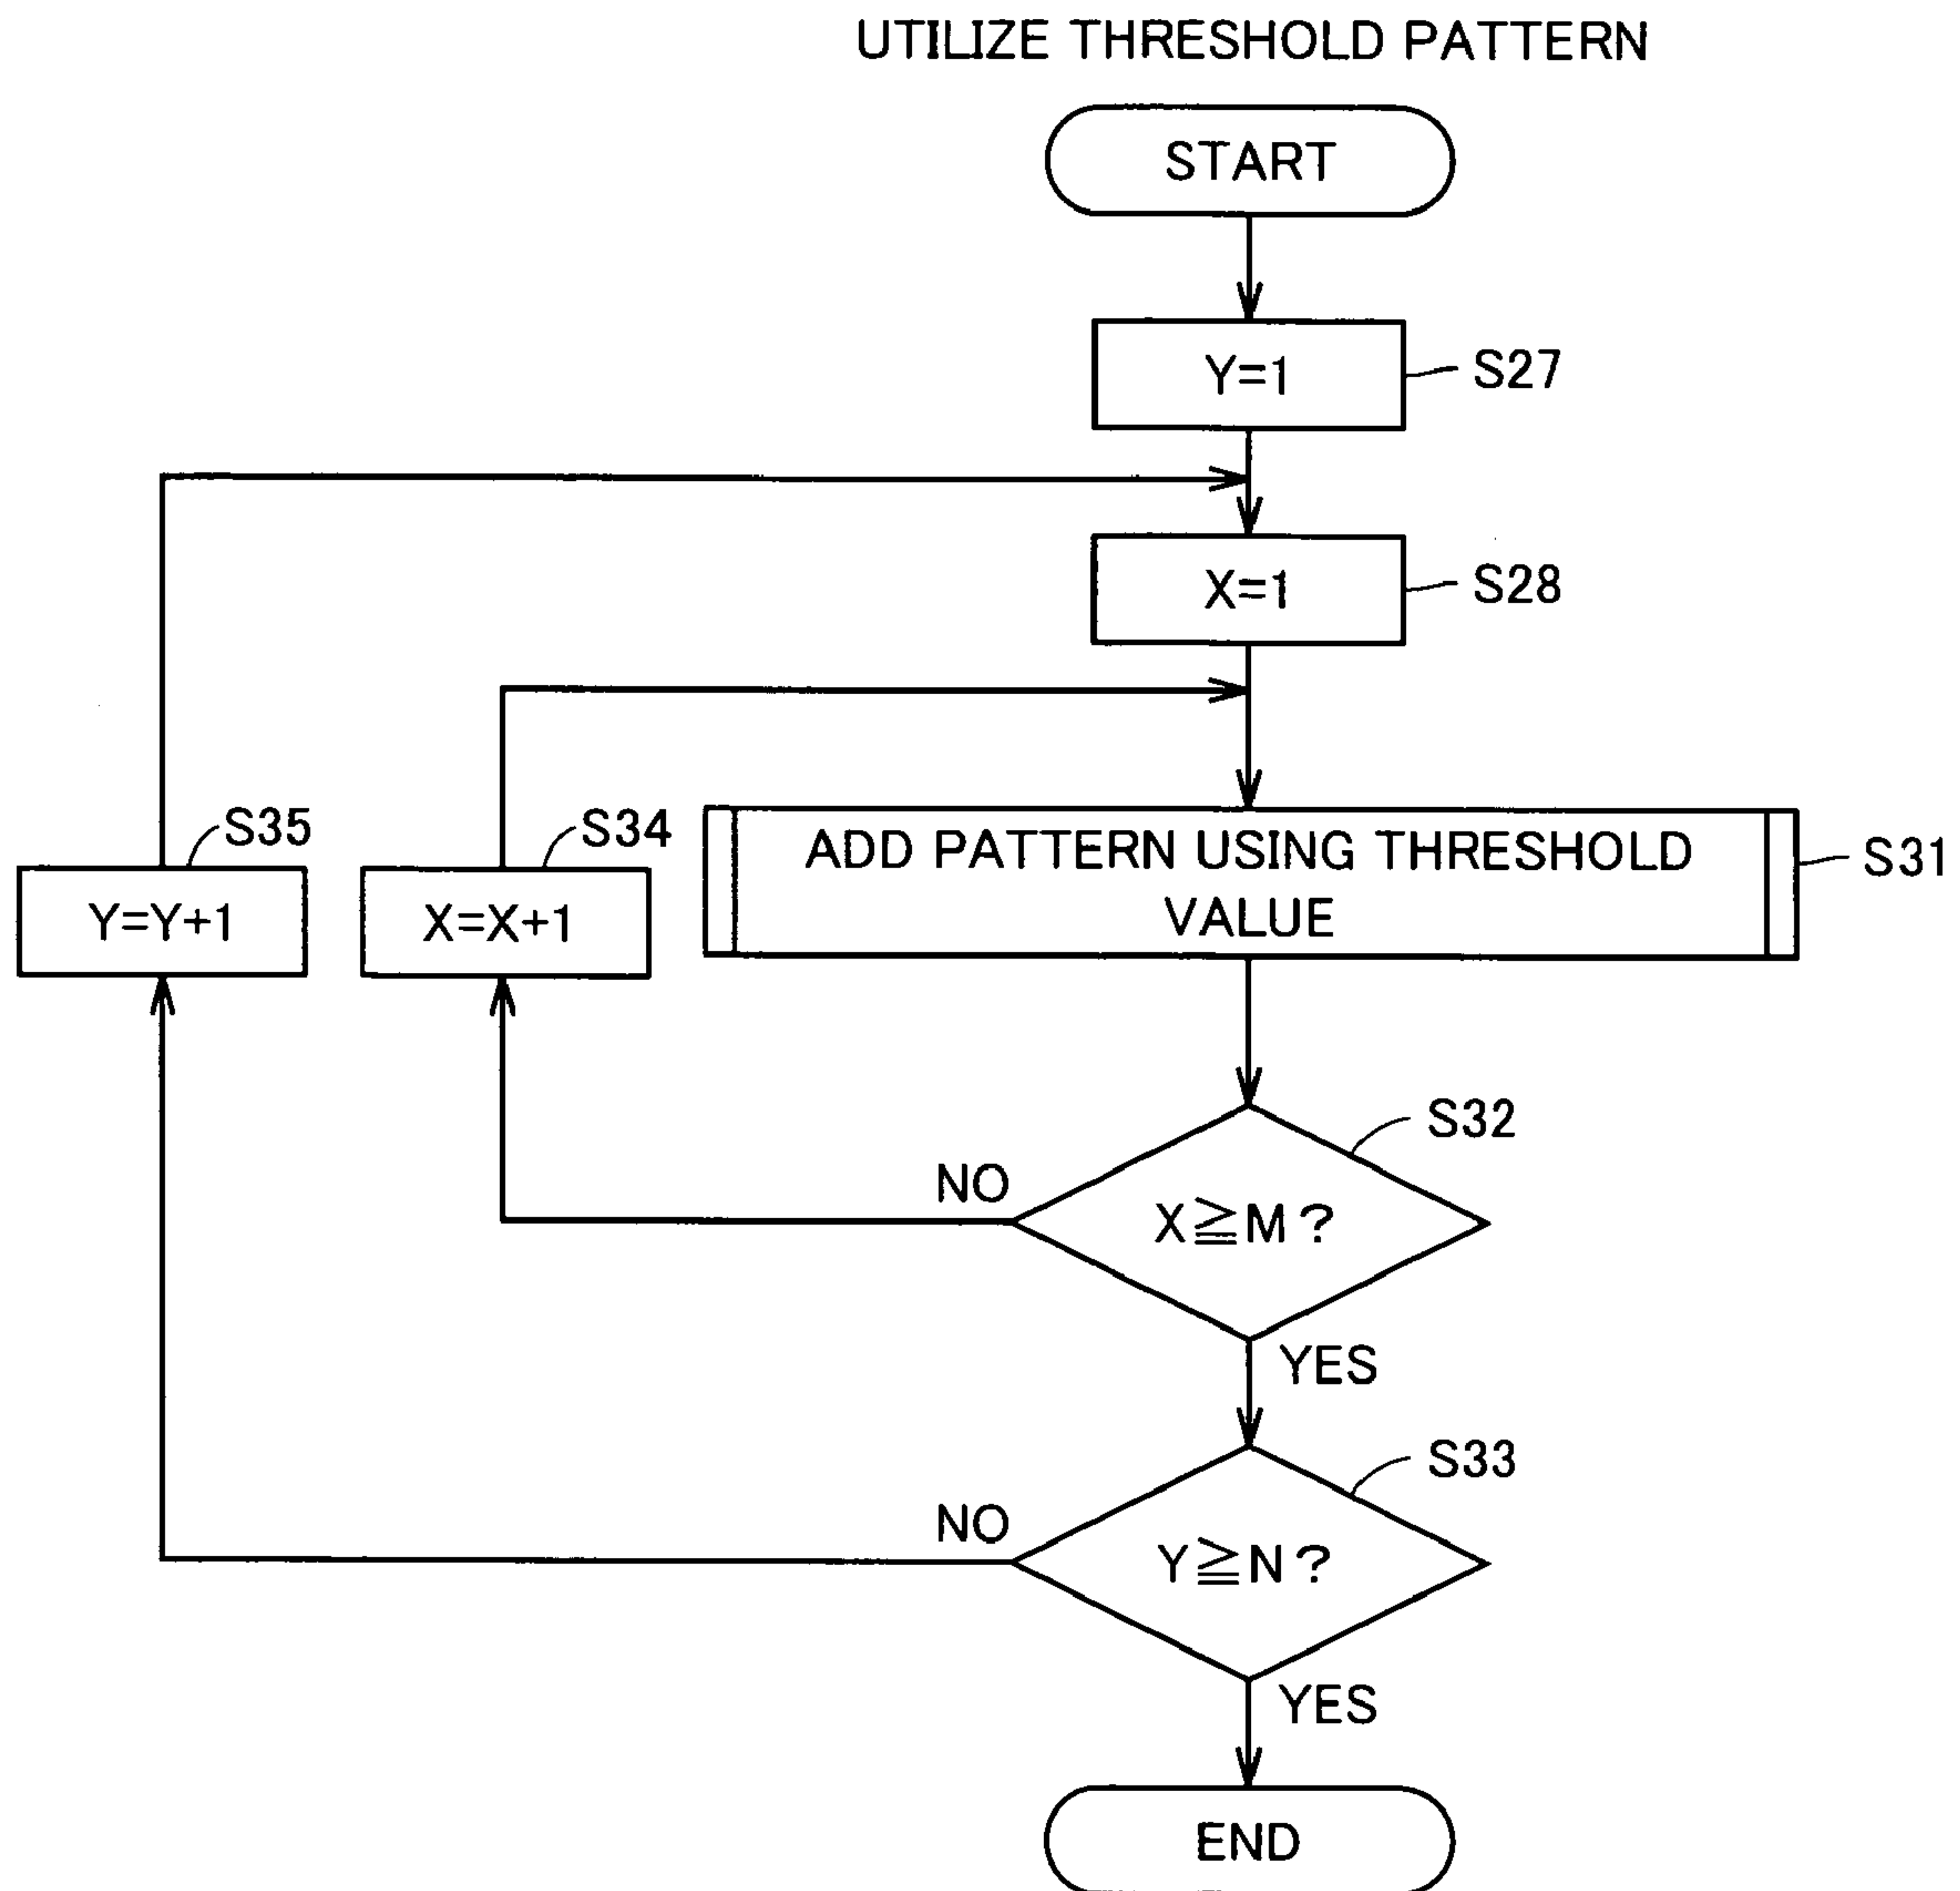 UTILIZE THRESHOLD PATTERN
START
Y=1
S27
X=1
S28
S35
S34
ADD PATTERN USING THRESHOLD
VALUE
S31
Y=Y+1
X=X+1
S32
NO
X≧M?
YES
S33
NO
Y≧N?
YES
END